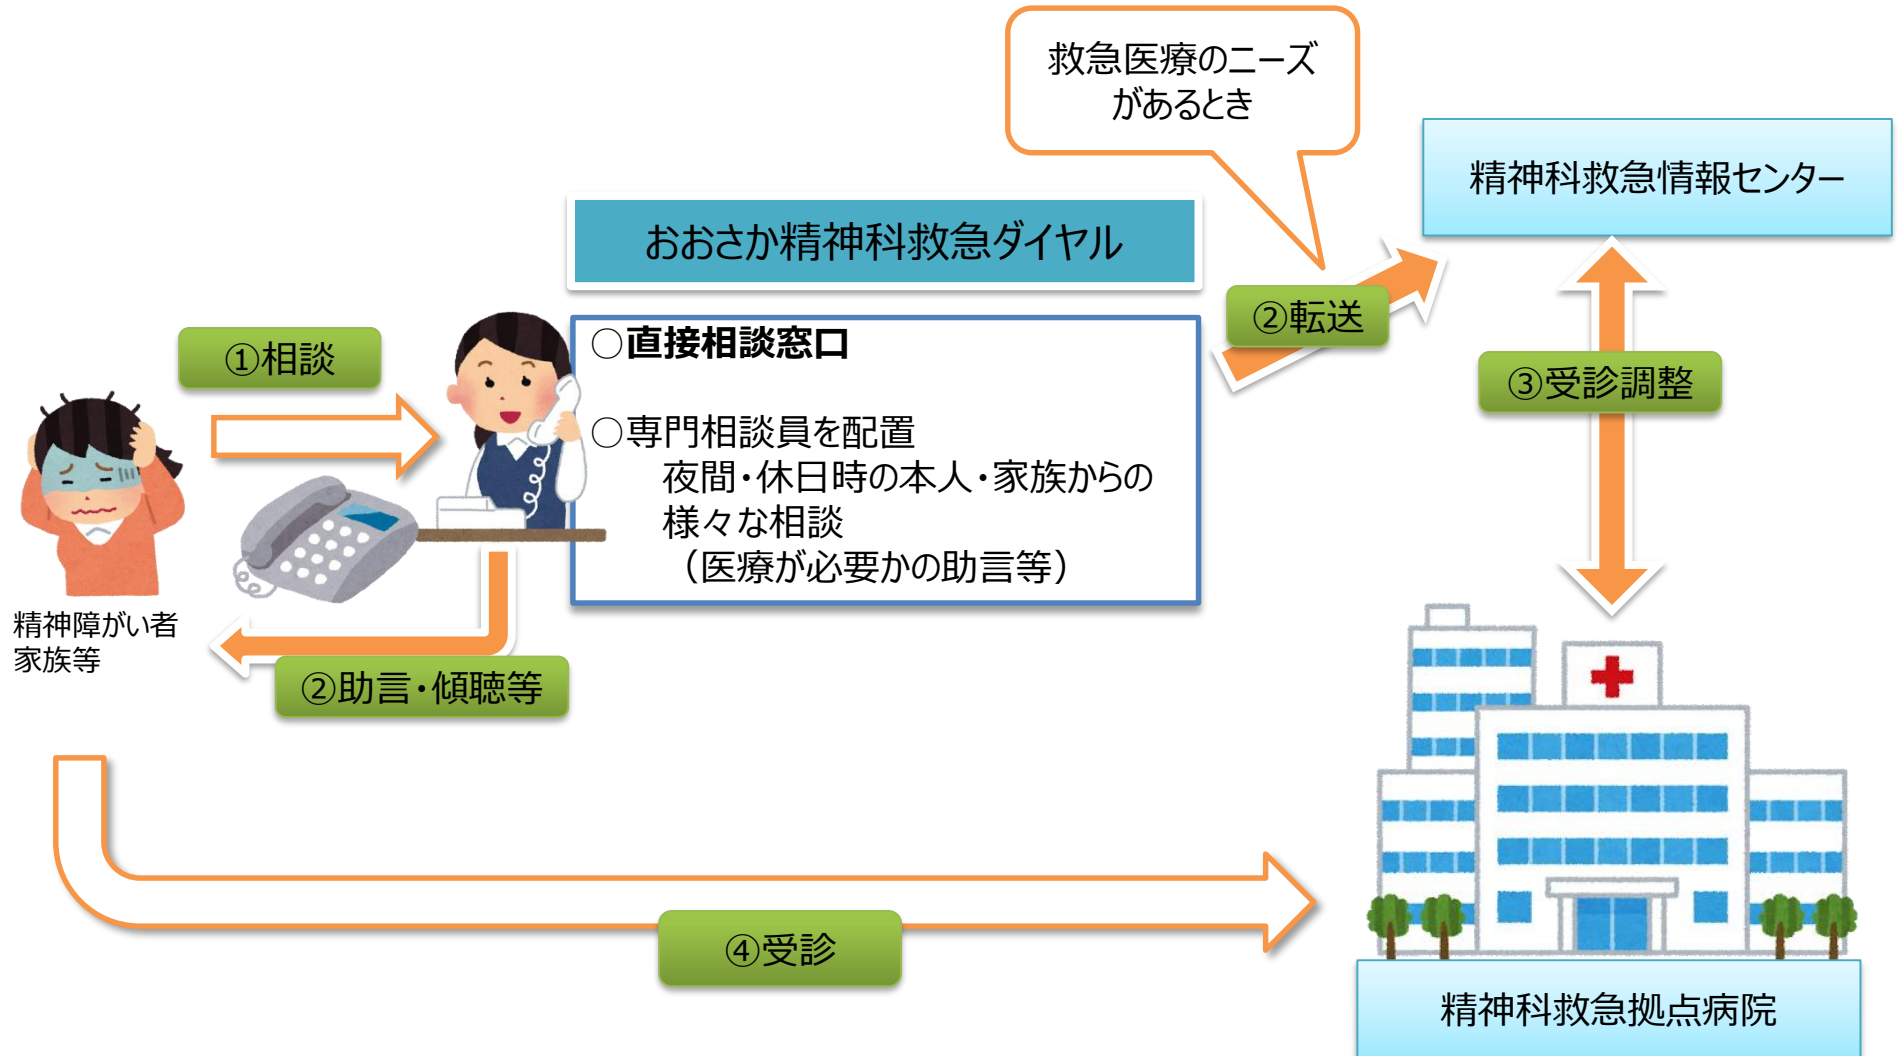 救急医療のニーズ
があるとき
精神科救急情報センター
おおさか精神科救急ダイヤル
②転送
①相談
○直接相談窓口
○専門相談員を配置
夜間・休日時の本人・家族からの
様々な相談
（医療が必要かの助言等）
③受診調整
精神障がい者
家族等
②助言・傾聴等
④受診
精神科救急拠点病院